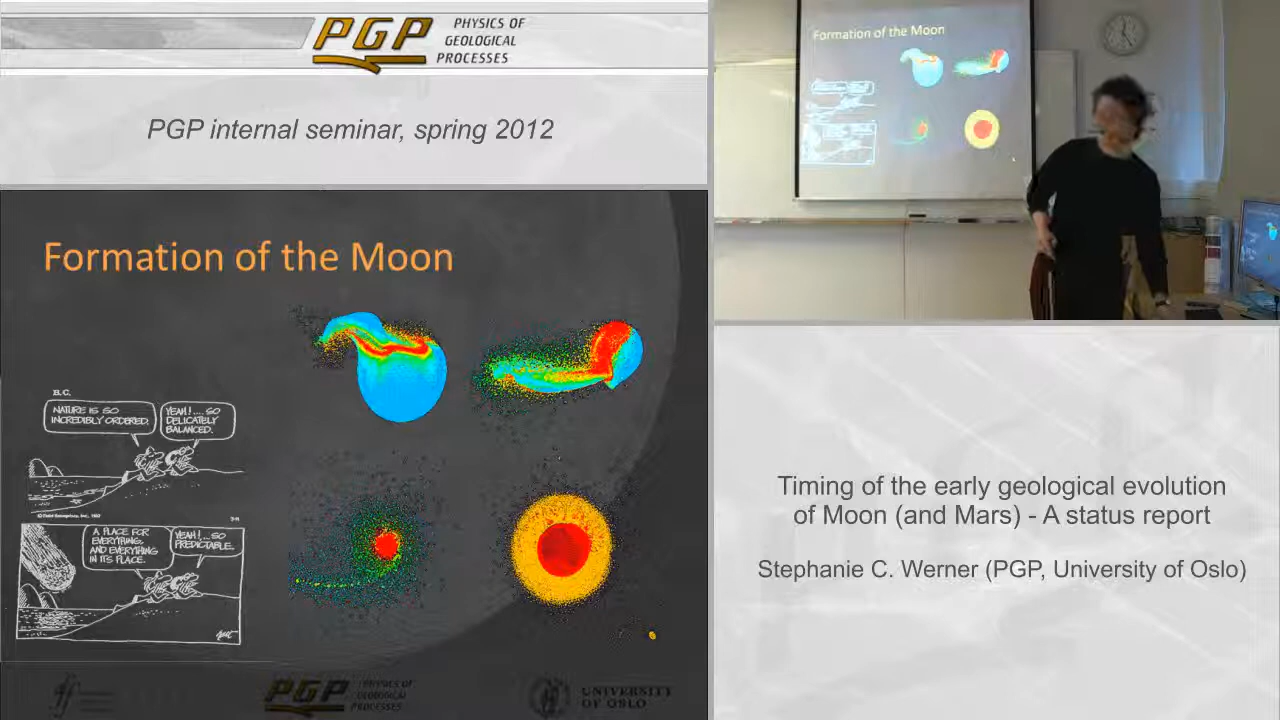 PGP
PHYSICS OF
GEOLOGICAL
PROCESSES
PGP internal seminar, spring 2012
Formation of the Moon
B.C.
NATURE IS SO
INCREDIBLY ORDERED.
YEAH!.... SO
DELICATELY
BALANCED.
A PLACE FOR
EVERYTHING,
AND EVERYTHING
IN ITS PLACE.
YEAH!... SO
PREDICTABLE.
PGP
PHYSICS OF
GEOLOGICAL
PROCESSES
UNIVERSITY
OF OSLO
Formation of the Moon
Timing of the early geological evolution
of Moon (and Mars) - A status report
Stephanie C. Werner (PGP, University of Oslo)